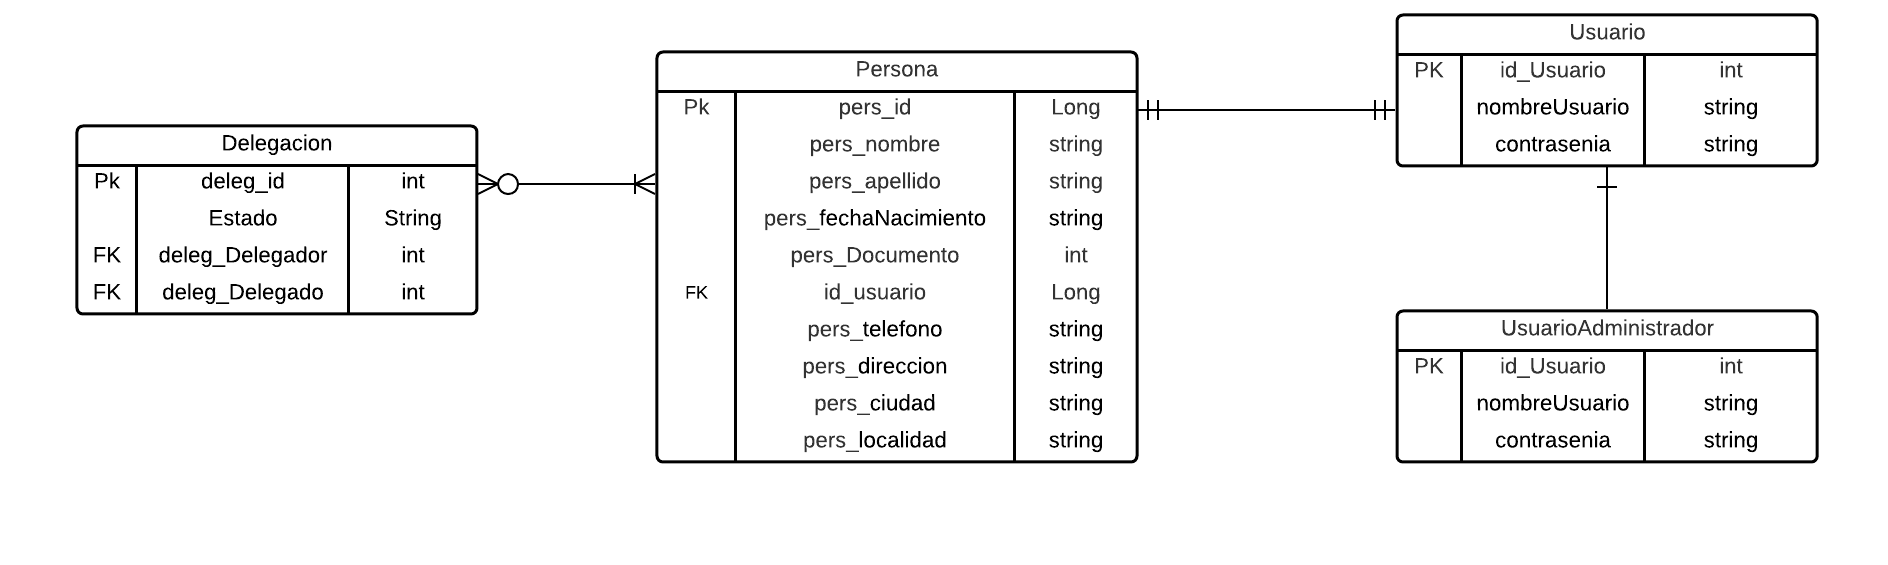 Delegacion
Pk deleg_id int
Estado String
FK deleg_Delegador int
FK deleg_Delegado int
Persona
Pk pers_id Long
pers_nombre string
pers_apellido string
pers_fechaNacimiento string
pers_Documento int
FK id_usuario Long
pers_telefono string
pers_direccion string
pers_ciudad string
pers_localidad string
Usuario
PK id_Usuario int
nombreUsuario string
contrasenia string
UsuarioAdministrador
PK id_Usuario int
nombreUsuario string
contrasenia string